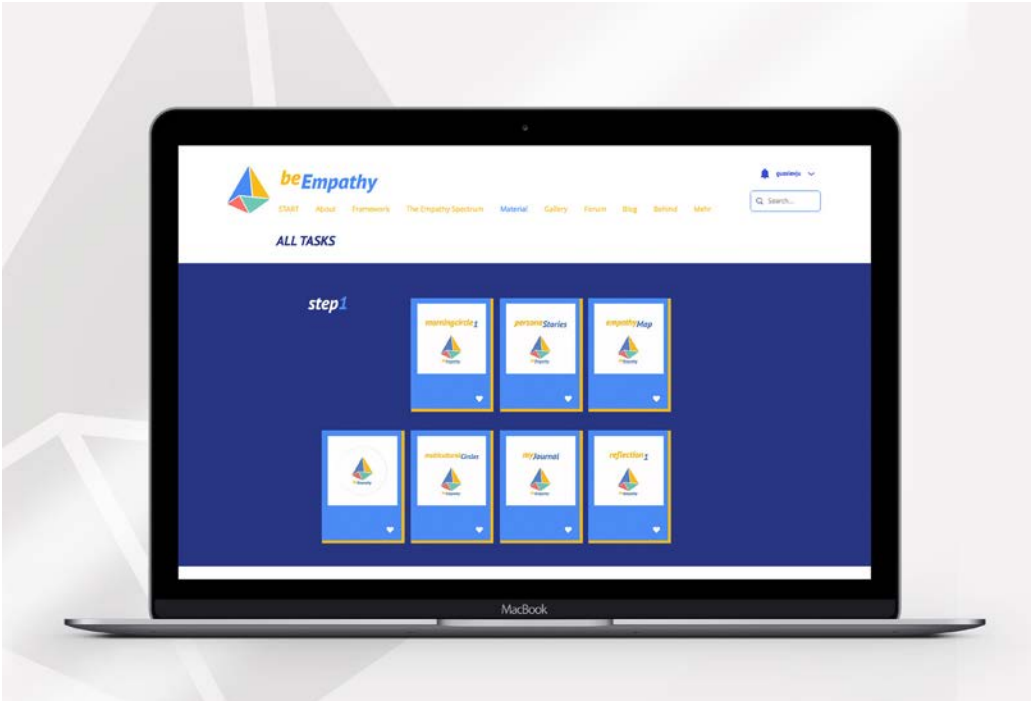 beEmpathy
START About Framework The Empathy Spectrum Material Gallery Forum Blog Behind Mehr
Search...
ALL TASKS
step1
morningcircle1
personaStories
empathyMap
myJournal
reflection1
MacBook